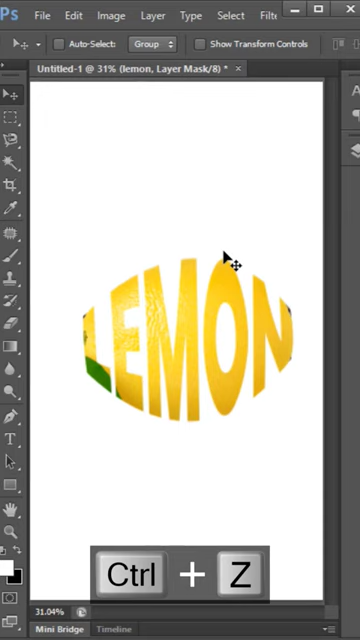 Ps File Edit Image Layer Type Select Filte
Auto-Select: Group Show Transform Controls
Untitled-1 @ 31% (lemon, Layer Mask/8) * ×
LEMON
T
Ctrl + Z
31.04%
Mini Bridge Timeline